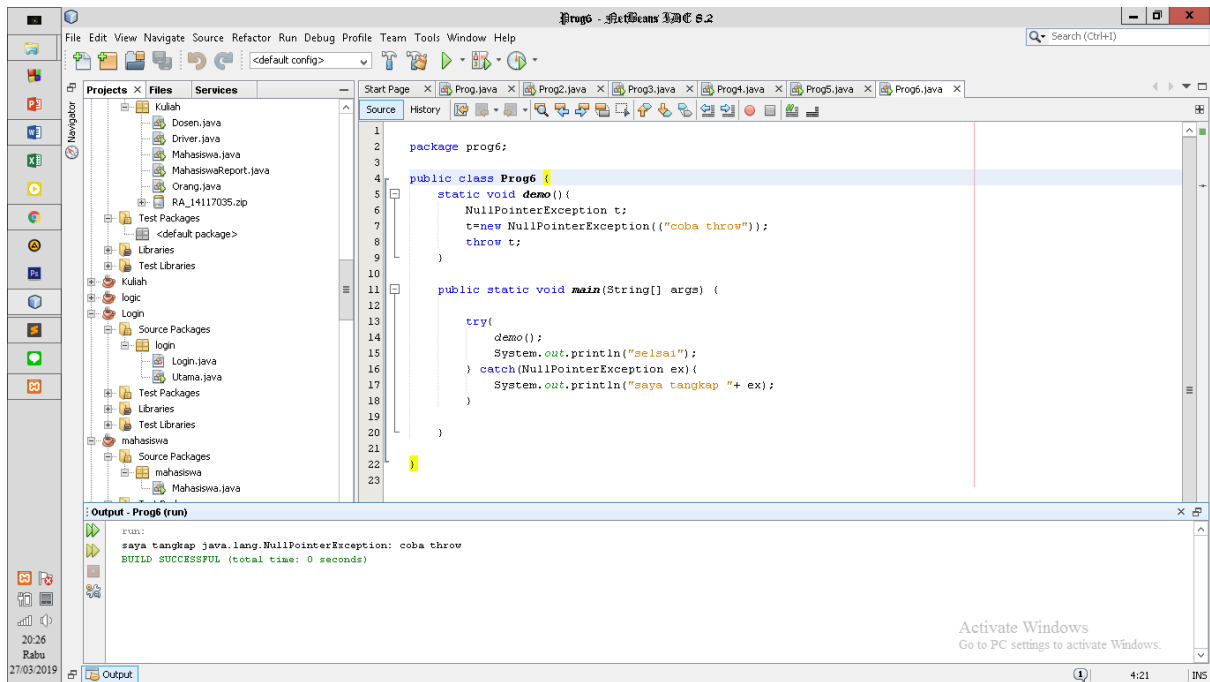 Prog6 - NetBeans IDE 8.2
File Edit View Navigate Source Refactor Run Debug Profile Team Tools Window Help
Search (Ctrl+I)
<default config>
Projects Files Services
Start Page Prog.java Prog2.java Prog3.java Prog4.java Prog5.java Prog6.java
Navigator
Source History
Kuliah
Dosen.java
Driver.java
Mahasiswa.java
MahasiswaReport.java
Orang.java
RA_14117035.zip
Test Packages
<default package>
Libraries
Test Libraries
Kuliah
logic
Login
Source Packages
login
Login.java
Utama.java
Test Packages
Libraries
Test Libraries
mahasiswa
Source Packages
mahasiswa
Mahasiswa.java
1
2 package prog6;
3
4 public class Prog6 {
5 static void demo(){
6 NullPointerException t;
7 t=new NullPointerException(("coba throw"));
8 throw t;
9 }
10
11 public static void main(String[] args) {
12
13 try{
14 demo();
15 System.out.println("selsai");
16 } catch(NullPointerException ex){
17 System.out.println("saya tangkap "+ ex);
18 }
19
20 }
21
22 }
23
Output - Prog6 (run)
run:
saya tangkap java.lang.NullPointerException: coba throw
BUILD SUCCESSFUL (total time: 0 seconds)
Activate Windows
Go to PC settings to activate Windows.
20:26
Rabu
27/03/2019
Output
1
4:21
INS